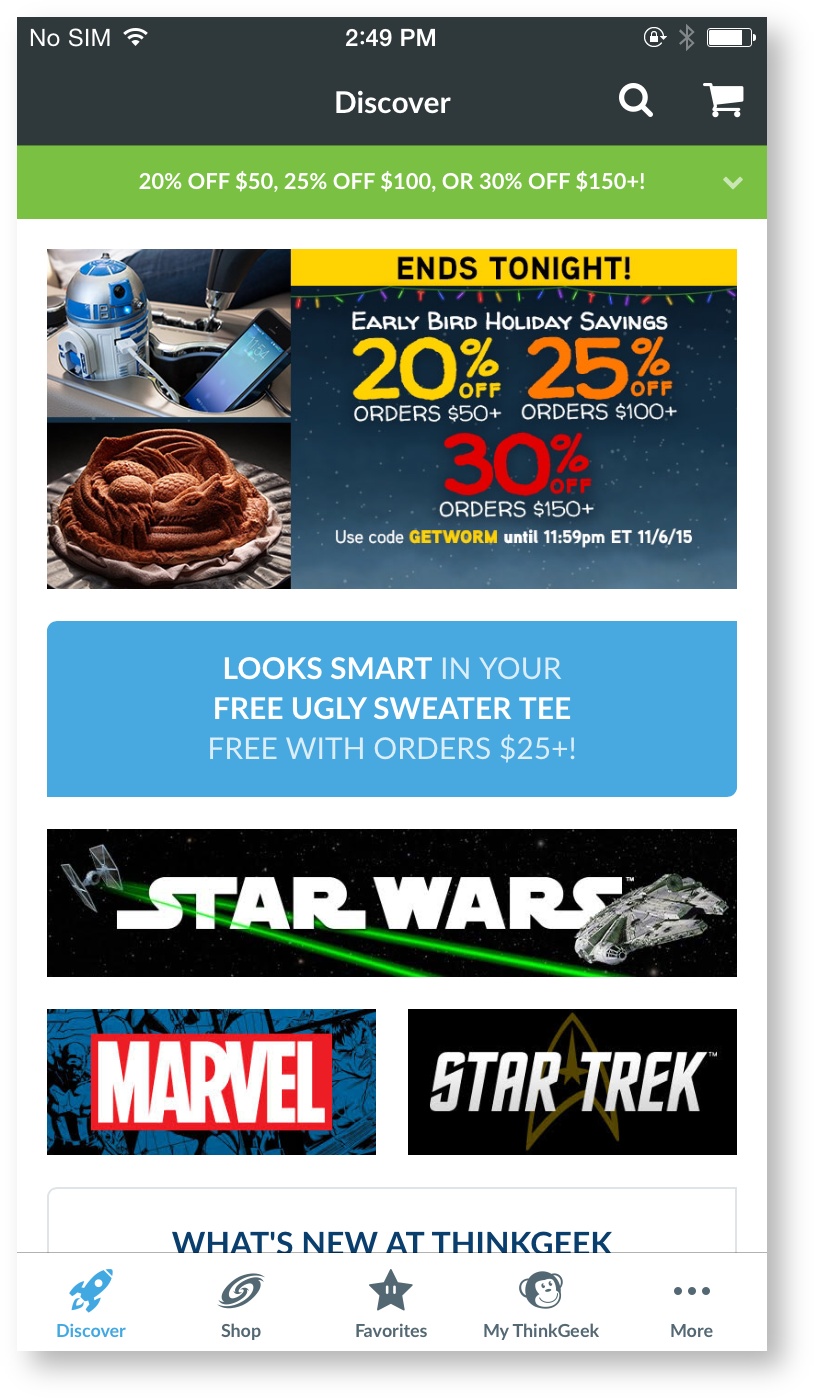 No SIM 2:49 PM
Discover
20% OFF $50, 25% OFF $100, OR 30% OFF $150+!
ENDS TONIGHT!
EARLY BIRD HOLIDAY SAVINGS
20% OFF 25% OFF
ORDERS $50+ ORDERS $100+
30% OFF
ORDERS $150+
Use code GETWORM until 11:59pm ET 11/6/15
LOOKS SMART IN YOUR
FREE UGLY SWEATER TEE
FREE WITH ORDERS $25+!
STAR WARS™
MARVEL STAR TREK™
WHAT'S NEW AT THINKGEEK
Discover Shop Favorites My ThinkGeek More